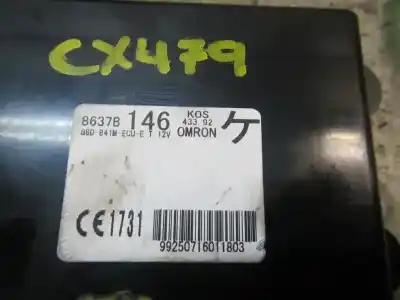 CX479
8637B 146 KOS 433.92 ケ
G8D-841M-ECU-E T 12V OMRON
CE1731
99250716011803